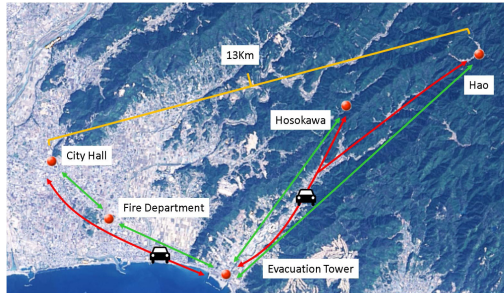 13Km
Hao
Hosokawa
City Hall
Fire Department
Evacuation Tower